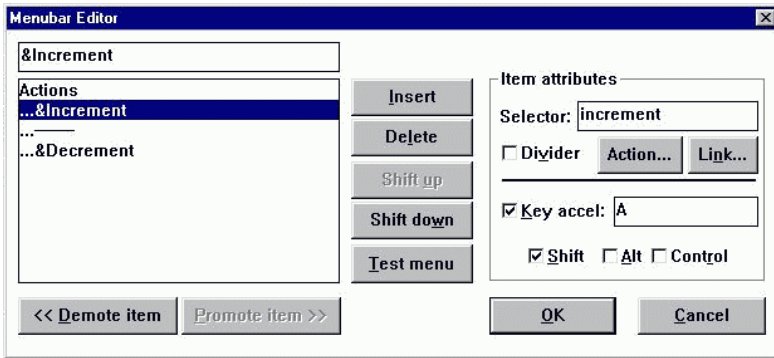 Menubar Editor
&Increment
Actions
...&Increment
...———
...&Decrement
Insert
Delete
Shift up
Shift down
Test menu
<< Demote item
Promote item >>
Item attributes
Selector: increment
Divider Action... Link...
Key accel: A
Shift Alt Control
OK Cancel